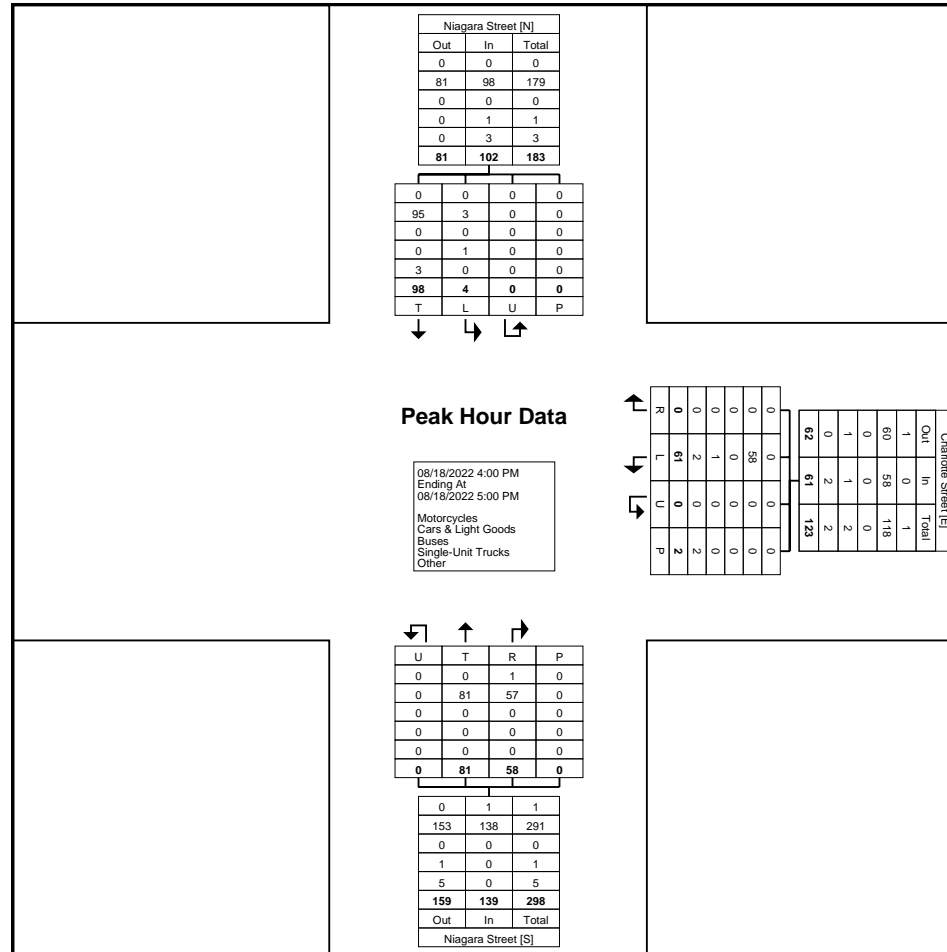 Niagara Street [N]
Out In Total
0 0 0
81 98 179
0 0 0
0 1 1
0 3 3
81 102 183
0 0 0 0
95 3 0 0
0 0 0 0
0 1 0 0
3 0 0 0
98 4 0 0
T L U P
Peak Hour Data
08/18/2022 4:00 PM
Ending At
08/18/2022 5:00 PM
Motorcycles
Cars & Light Goods
Buses
Single-Unit Trucks
Other
Charlotte Street [E]
Out In Total
1 0 1
60 58 118
0 0 0
1 1 2
0 2 2
62 61 123
0 0 0 0
0 58 0 0
0 0 0 0
0 1 0 0
0 2 0 2
0 61 0 2
R L U P
U T R P
0 0 1 0
0 81 57 0
0 0 0 0
0 0 0 0
0 0 0 0
0 81 58 0
0 1 1
153 138 291
0 0 0
1 0 1
5 0 5
159 139 298
Out In Total
Niagara Street [S]